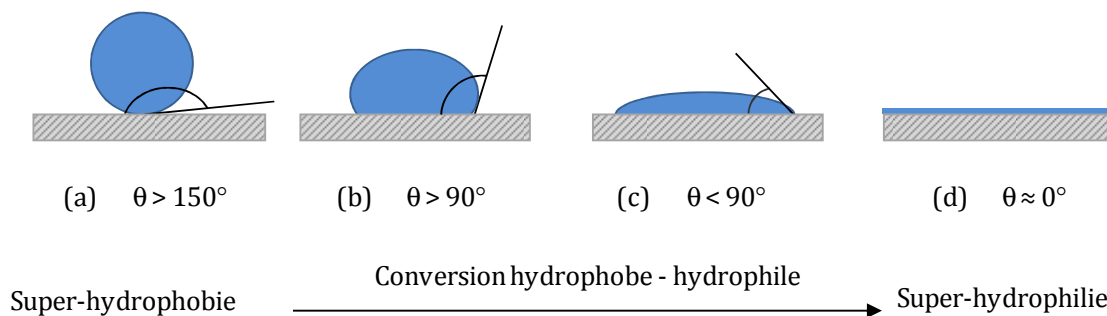 (a) θ > 150° (b) θ > 90° (c) θ < 90° (d) θ ≈ 0°
Conversion hydrophobe - hydrophile
Super-hydrophobie Super-hydrophilie